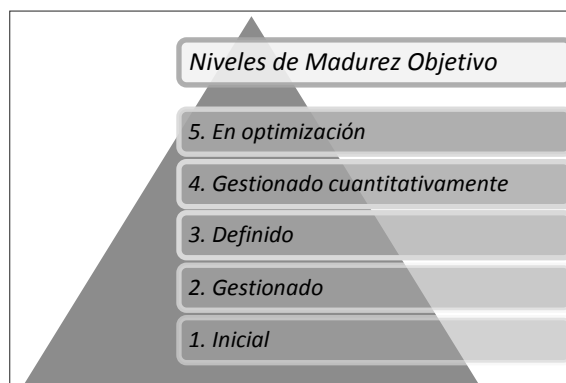 Niveles de Madurez Objetivo
5. En optimización
4. Gestionado cuantitativamente
3. Definido
2. Gestionado
1. Inicial